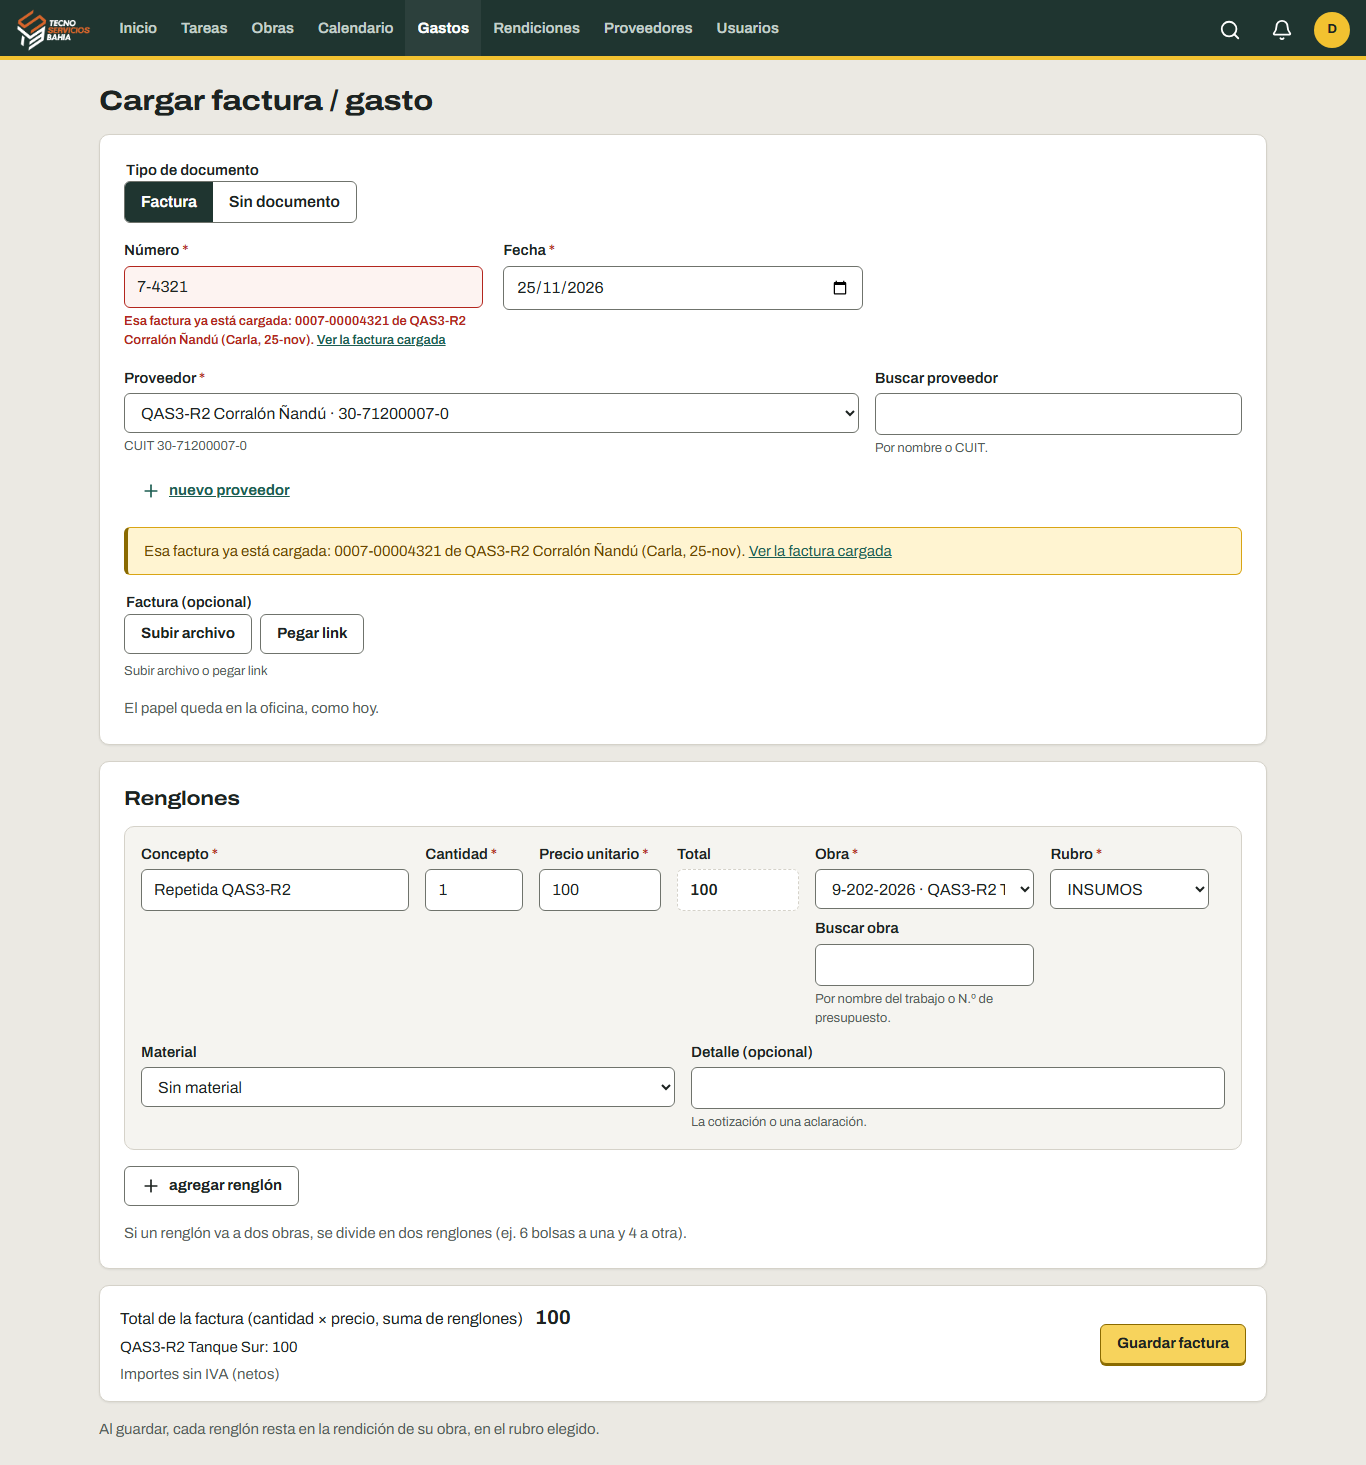 TECNO
SERVICIOS
BAHIA
Inicio
Tareas
Obras
Calendario
Gastos
Rendiciones
Proveedores
Usuarios
D
Cargar factura / gasto
Tipo de documento
Factura
Sin documento
Número *
Fecha *
7-4321
25/11/2026
Esa factura ya está cargada: 0007-00004321 de QAS3-R2
Corralón Ñandú (Carla, 25-nov). Ver la factura cargada
Proveedor *
Buscar proveedor
QAS3-R2 Corralón Ñandú · 30-71200007-0
CUIT 30-71200007-0
Por nombre o CUIT.
+ nuevo proveedor
Esa factura ya está cargada: 0007-00004321 de QAS3-R2 Corralón Ñandú (Carla, 25-nov). Ver la factura cargada
Factura (opcional)
Subir archivo
Pegar link
Subir archivo o pegar link
El papel queda en la oficina, como hoy.
Renglones
Concepto *
Cantidad *
Precio unitario *
Total
Obra *
Rubro *
Repetida QAS3-R2
1
100
100
9-202-2026 · QAS3-R2 T
INSUMOS
Buscar obra
Por nombre del trabajo o N.º de
presupuesto.
Material
Detalle (opcional)
Sin material
La cotización o una aclaración.
+ agregar renglón
Si un renglón va a dos obras, se divide en dos renglones (ej. 6 bolsas a una y 4 a otra).
Total de la factura (cantidad × precio, suma de renglones) 100
QAS3-R2 Tanque Sur: 100
Importes sin IVA (netos)
Guardar factura
Al guardar, cada renglón resta en la rendición de su obra, en el rubro elegido.